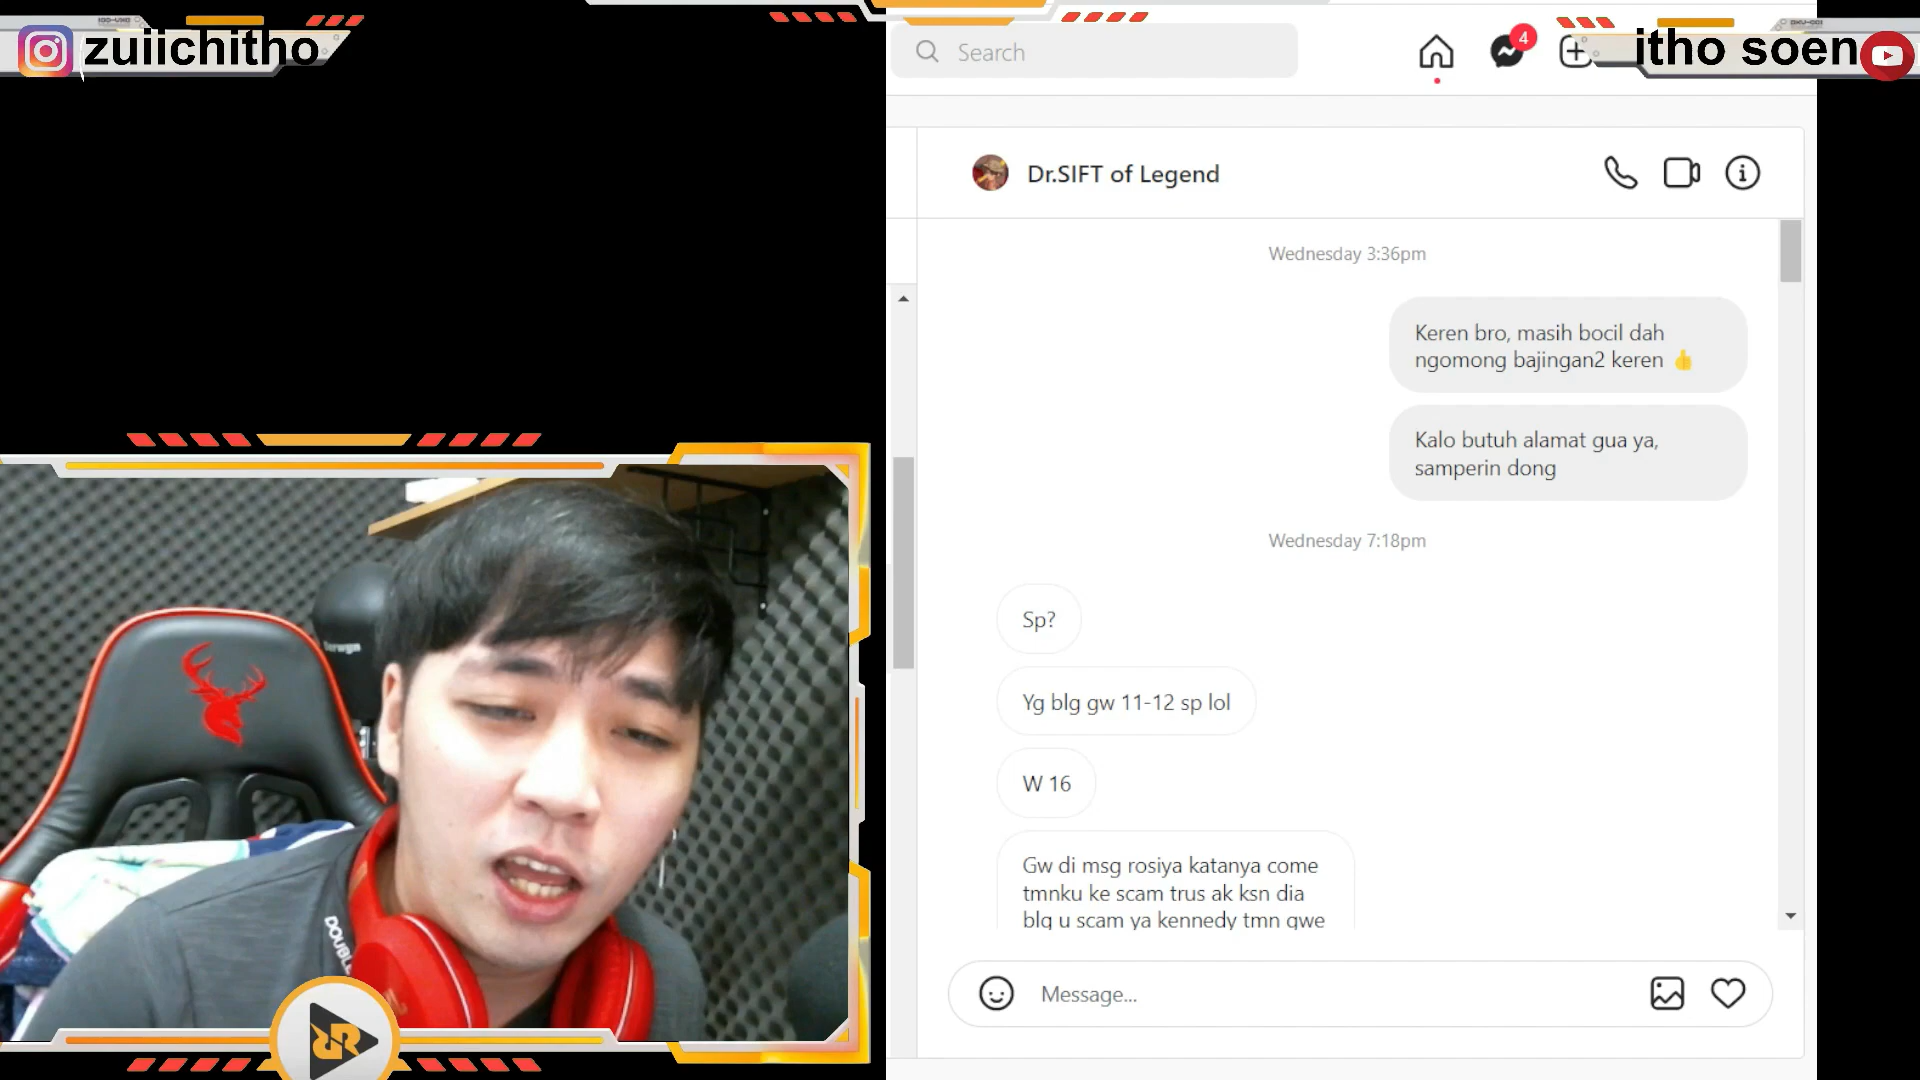 zuiichitho
Search
4
itho soen
Dr.SIFT of Legend
Wednesday 3:36pm
Keren bro, masih bocil dah
ngomong bajingan2 keren 👍
Kalo butuh alamat gua ya,
samperin dong
Wednesday 7:18pm
Sp?
Yg blg gw 11-12 sp lol
W 16
Gw di msg rosiya katanya come
tmnku ke scam trus ak ksn dia
blg u scam ya kennedy tmn gwe
Message...
DOUBLE